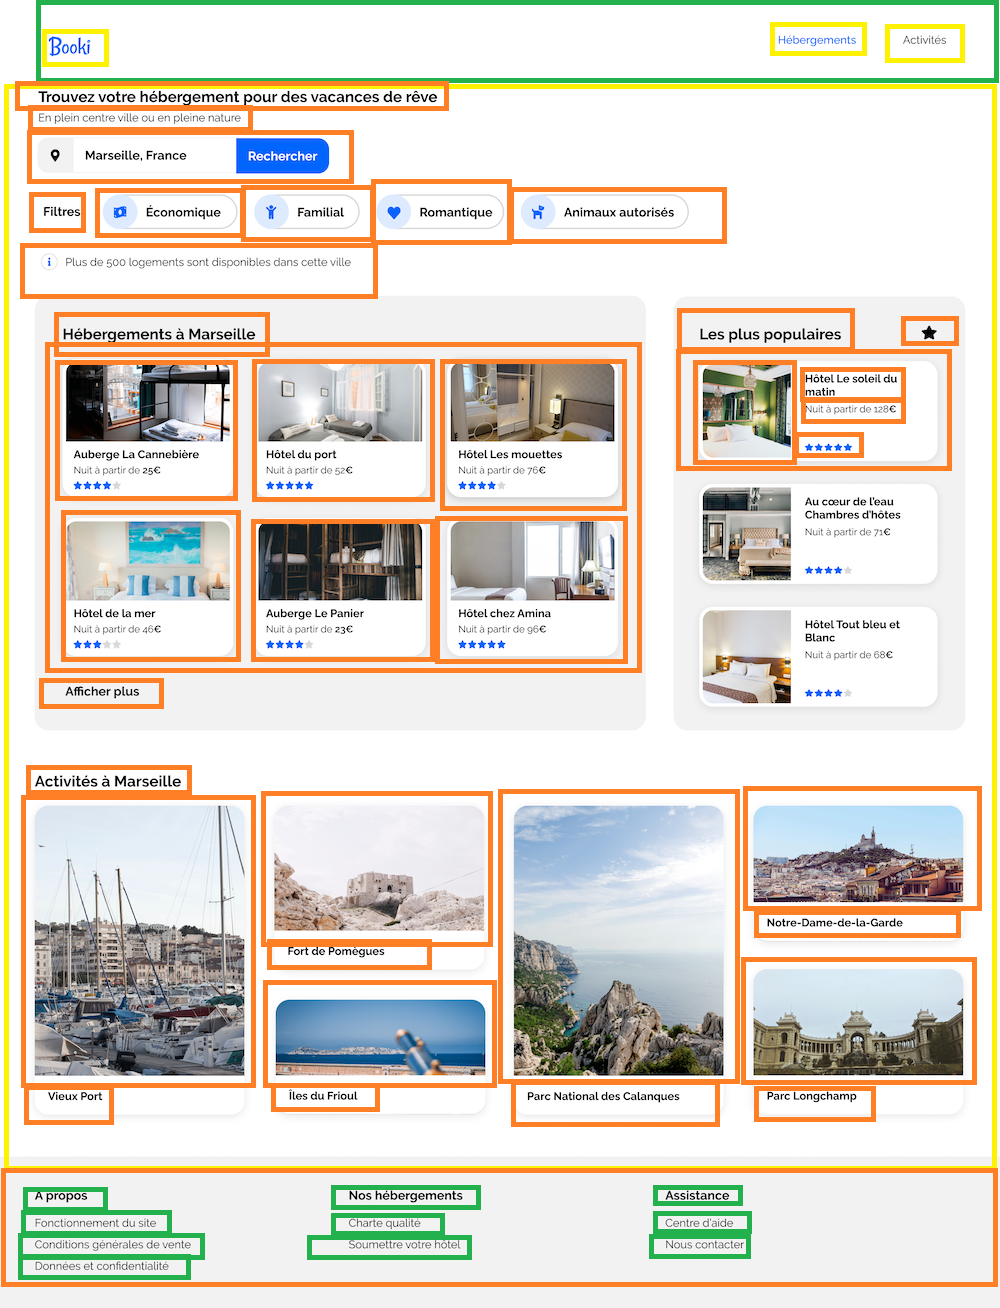 Booki
Hébergements
Activités
Trouvez votre hébergement pour des vacances de rêve
En plein centre ville ou en pleine nature
Marseille, France
Rechercher
Filtres
Économique
Familial
Romantique
Animaux autorisés
i
Plus de 500 logements sont disponibles dans cette ville
Hébergements à Marseille
Auberge La Cannebière
Nuit à partir de 25€
Hôtel du port
Nuit à partir de 52€
Hôtel Les mouettes
Nuit à partir de 76€
Hôtel de la mer
Nuit à partir de 46€
Auberge Le Panier
Nuit à partir de 23€
Hôtel chez Amina
Nuit à partir de 96€
Afficher plus
Les plus populaires
Hôtel Le soleil du
matin
Nuit à partir de 128€
Au cœur de l'eau
Chambres d'hôtes
Nuit à partir de 71€
Hôtel Tout bleu et
Blanc
Nuit à partir de 68€
Activités à Marseille
Vieux Port
Fort de Pomègues
Îles du Frioul
Parc National des Calanques
Notre-Dame-de-la-Garde
Parc Longchamp
A propos
Fonctionnement du site
Conditions générales de vente
Données et confidentialité
Nos hébergements
Charte qualité
Soumettre votre hôtel
Assistance
Centre d'aide
Nous contacter